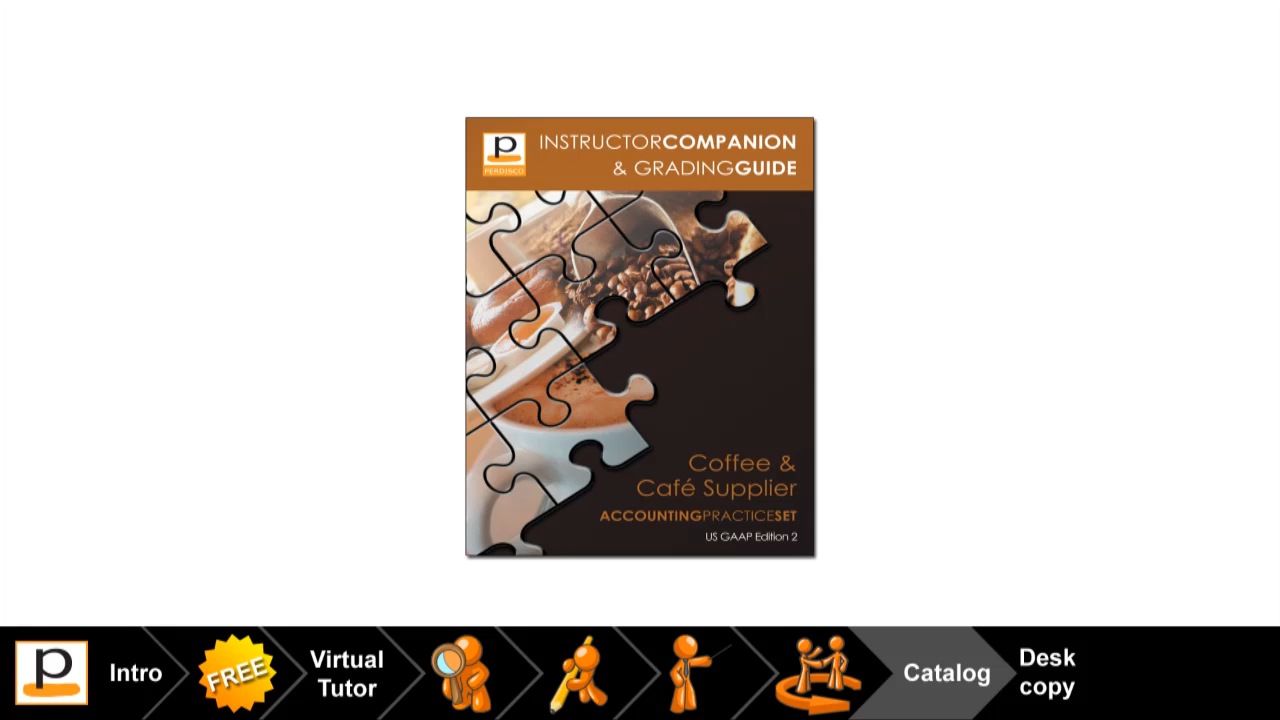 p
PERDISCO
INSTRUCTORCOMPANION
& GRADINGGUIDE
Coffee &
Café Supplier
ACCOUNTINGPRACTICESET
US GAAP Edition 2
p
Intro
FREE
Virtual
Tutor
Catalog
Desk
copy